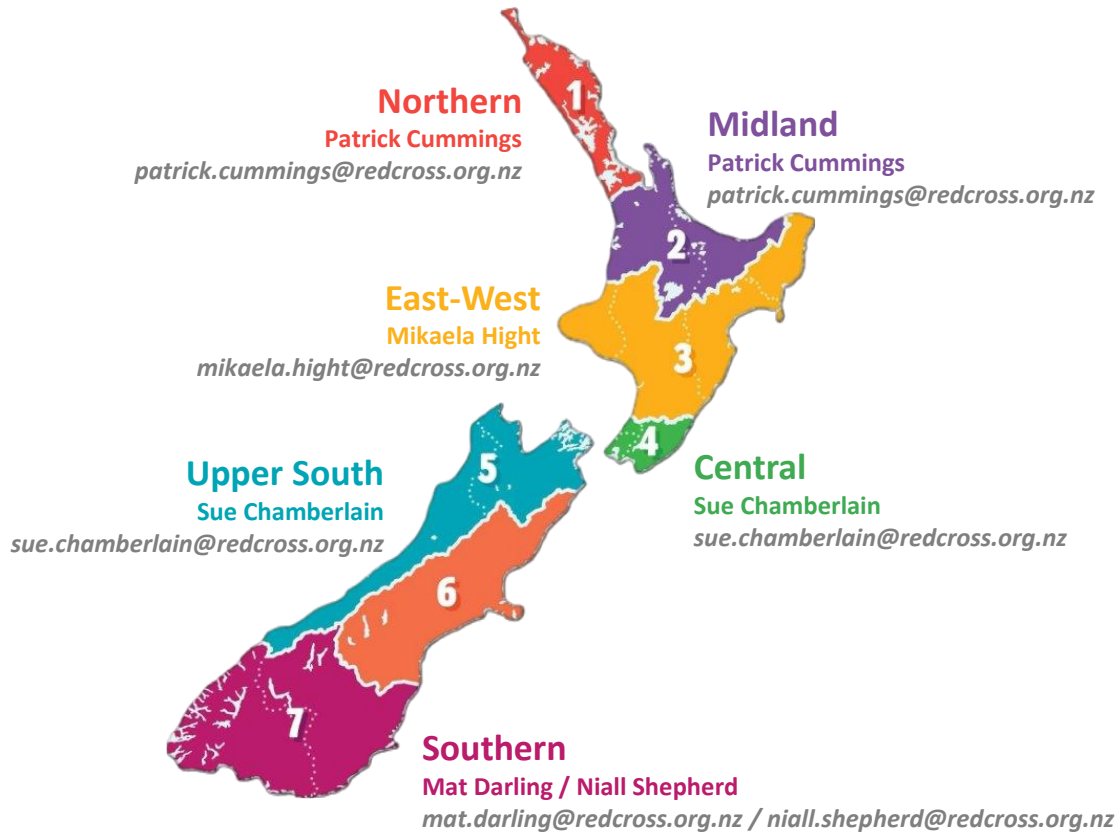 1
Northern
Patrick Cummings
patrick.cummings@redcross.org.nz
Midland
Patrick Cummings
patrick.cummings@redcross.org.nz
2
East-West
Mikaela Hight
mikaela.hight@redcross.org.nz
3
4
Central
Sue Chamberlain
sue.chamberlain@redcross.org.nz
5
Upper South
Sue Chamberlain
sue.chamberlain@redcross.org.nz
6
7
Southern
Mat Darling / Niall Shepherd
mat.darling@redcross.org.nz / niall.shepherd@redcross.org.nz